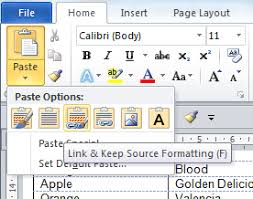 File Home Insert Page Layout
Calibri (Body) 11
B I U abc
Paste
A
Paste Options:
A
Paste Special...
Link & Keep Source Formatting (F)
Set Default Paste...
Blood
Apple Golden Delicio
Orange Valencia